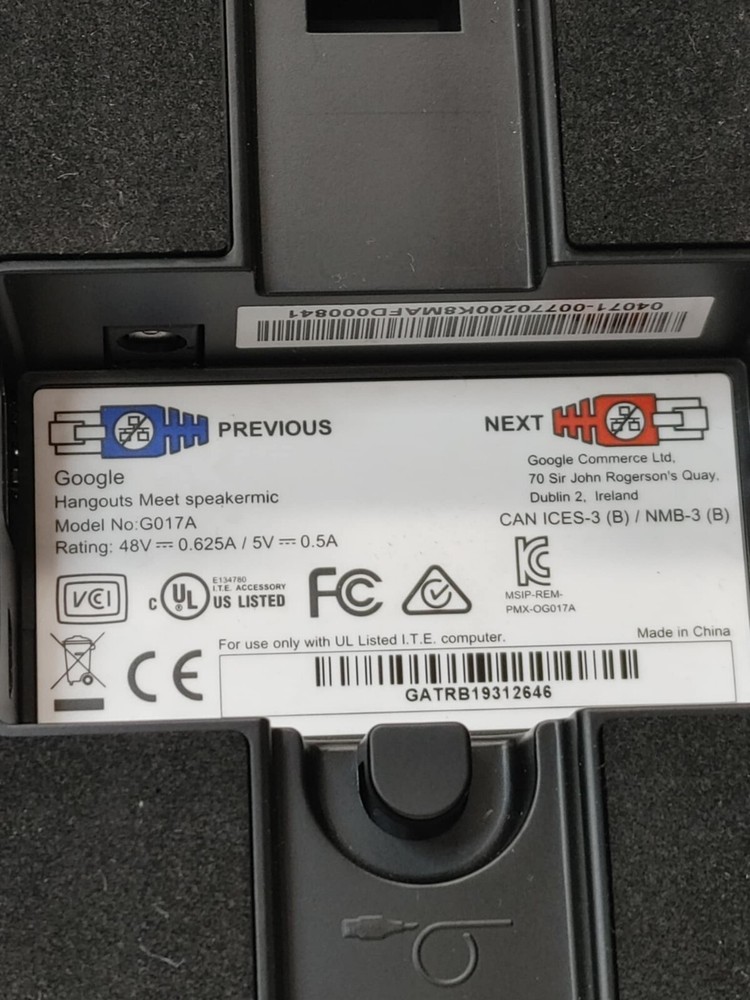 04071-00770200K8MAFD000841
PREVIOUS
NEXT
Google
Hangouts Meet speakermic
Model No:G017A
Rating: 48V⎓0.625A / 5V⎓0.5A
Google Commerce Ltd,
70 Sir John Rogerson's Quay,
Dublin 2, Ireland
CAN ICES-3 (B) / NMB-3 (B)
VCI
c UL US LISTED
E134780
I.T.E. ACCESSORY
FC
MSIP-REM-
PMX-OG017A
CE
For use only with UL Listed I.T.E. computer.
Made in China
GATRB19312646